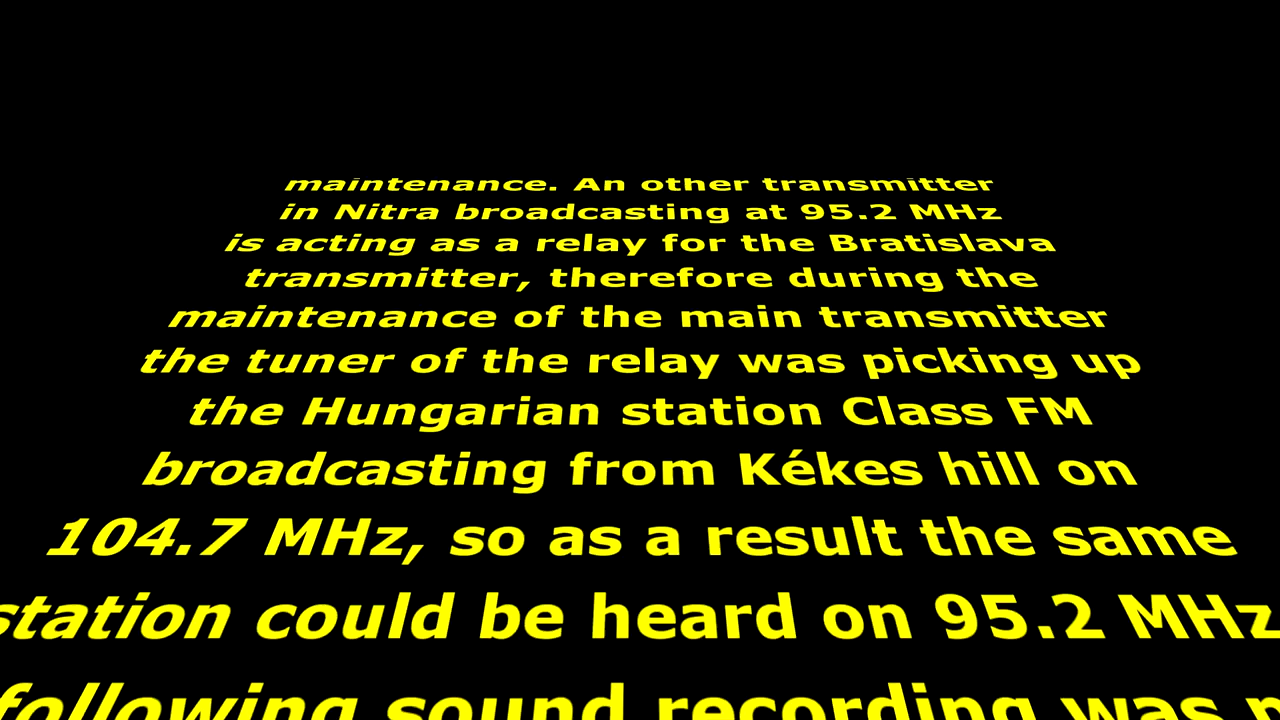 maintenance. An other transmitter
in Nitra broadcasting at 95.2 MHz
is acting as a relay for the Bratislava
transmitter, therefore during the
maintenance of the main transmitter
the tuner of the relay was picking up
the Hungarian station Class FM
broadcasting from Kékes hill on
104.7 MHz, so as a result the same
station could be heard on 95.2 MHz
following sound recording was